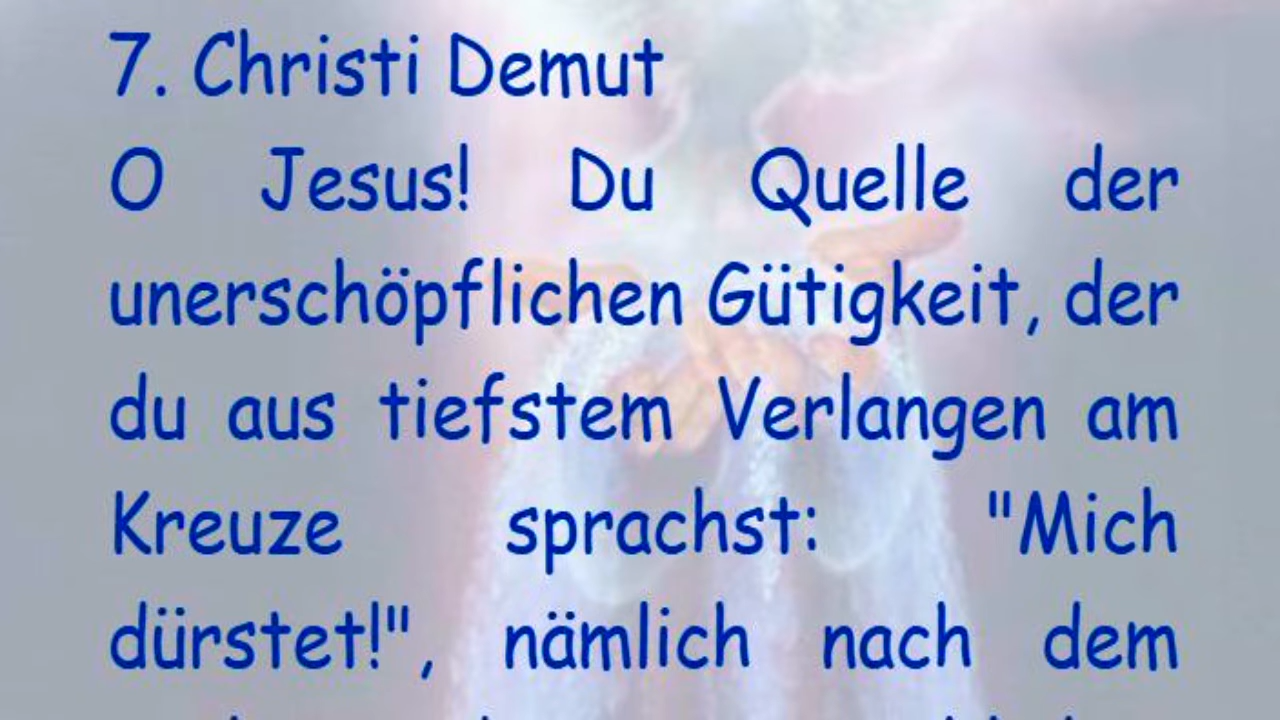 7. Christi Demut
O Jesus! Du Quelle der
unerschöpflichen Gütigkeit, der
du aus tiefstem Verlangen am
Kreuze sprachst: "Mich
dürstet!", nämlich nach dem